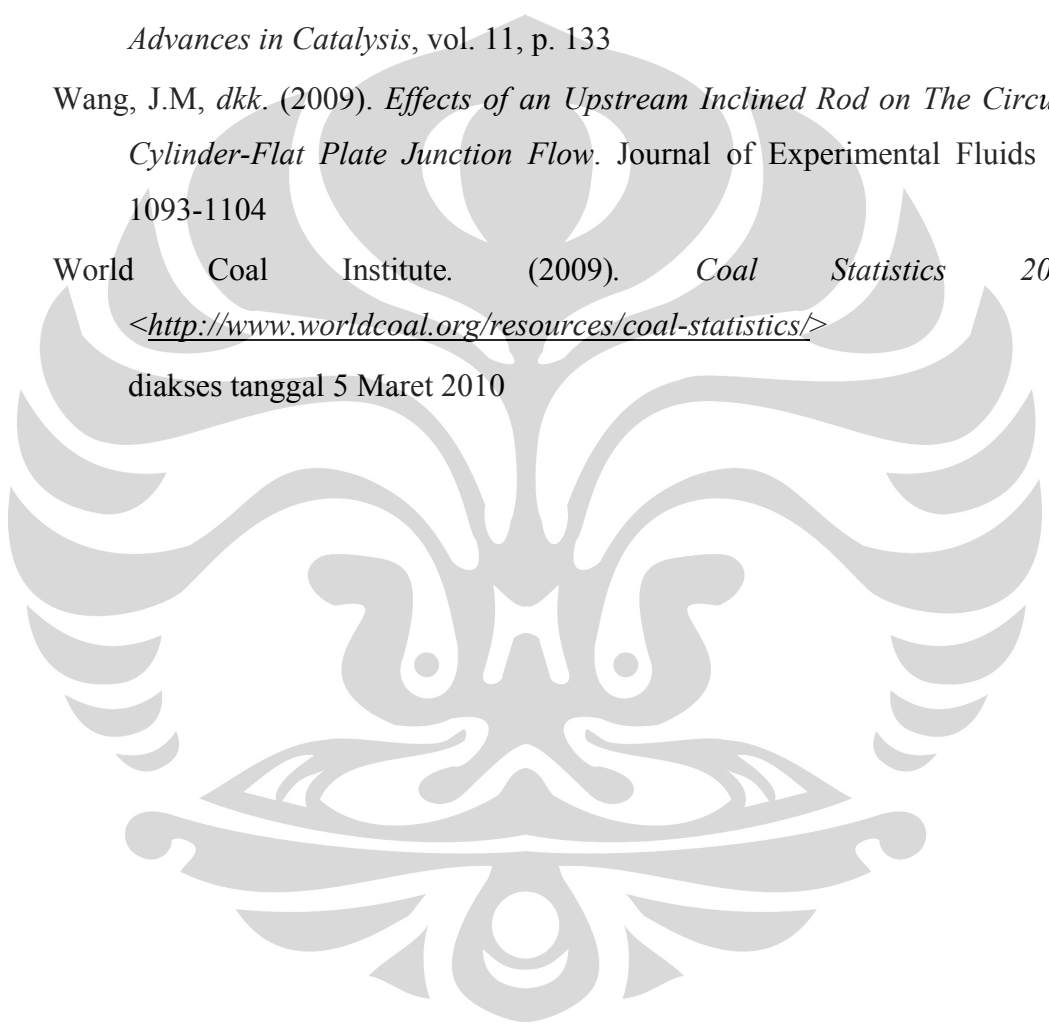 Advances in Catalysis, vol. 11, p. 133
Wang, J.M, dkk. (2009). Effects of an Upstream Inclined Rod on The Circu
Cylinder-Flat Plate Junction Flow. Journal of Experimental Fluids
1093-1104
World Coal Institute. (2009). Coal Statistics 20
<http://www.worldcoal.org/resources/coal-statistics/>
diakses tanggal 5 Maret 2010